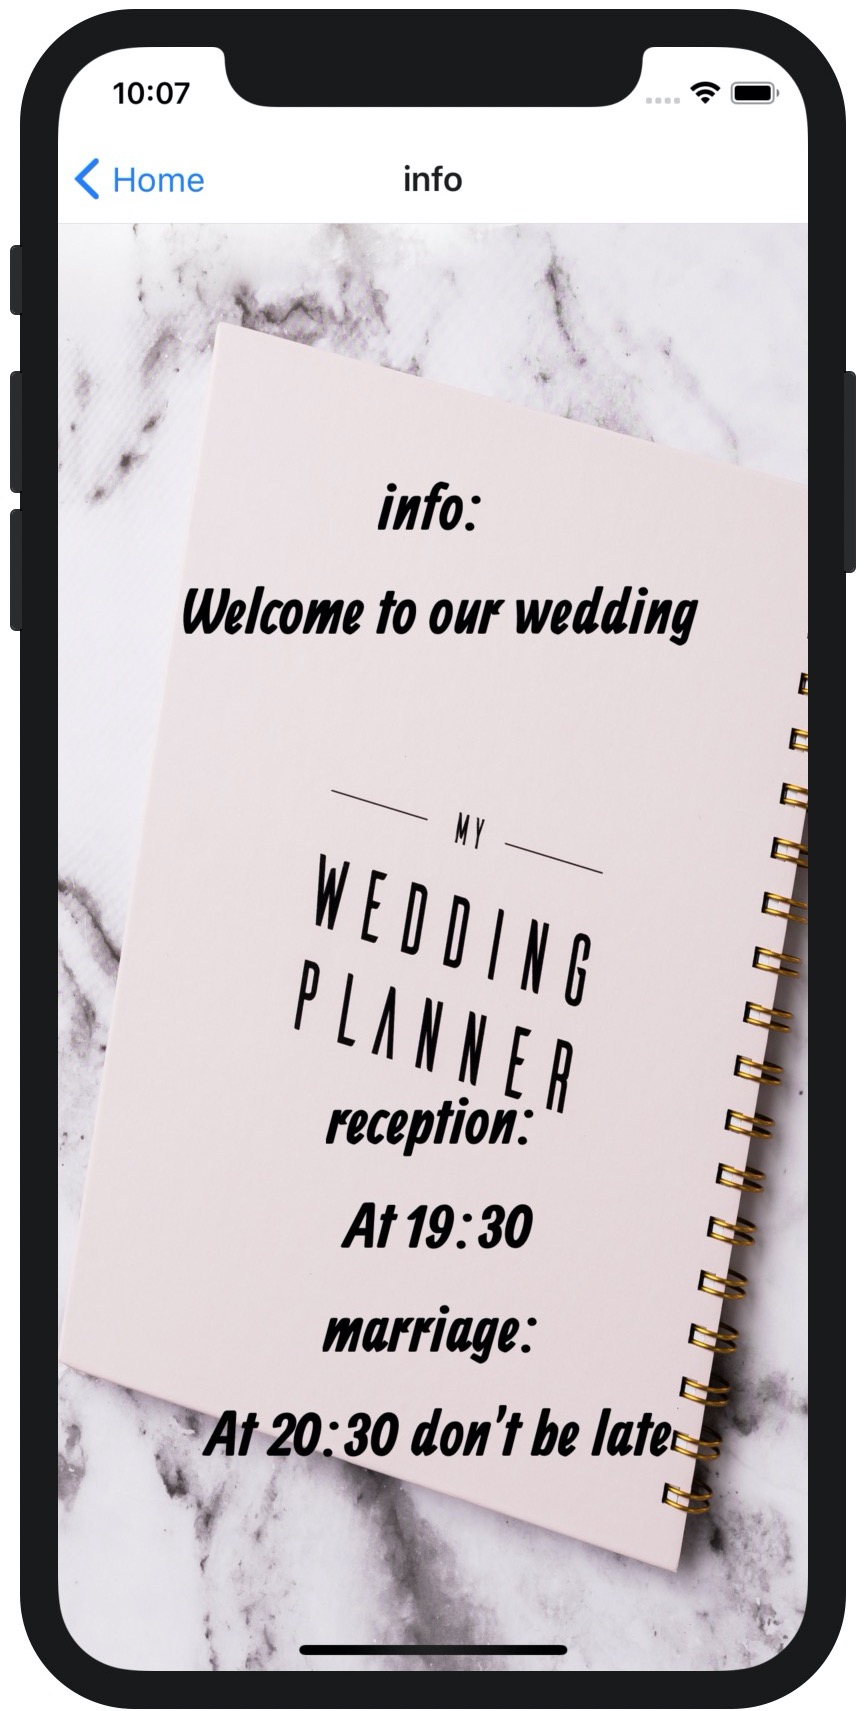 10:07
Home
info
info:
Welcome to our wedding
MY
WEDDING
PLANNER
reception:
At 19:30
marriage:
At 20:30 don't be late